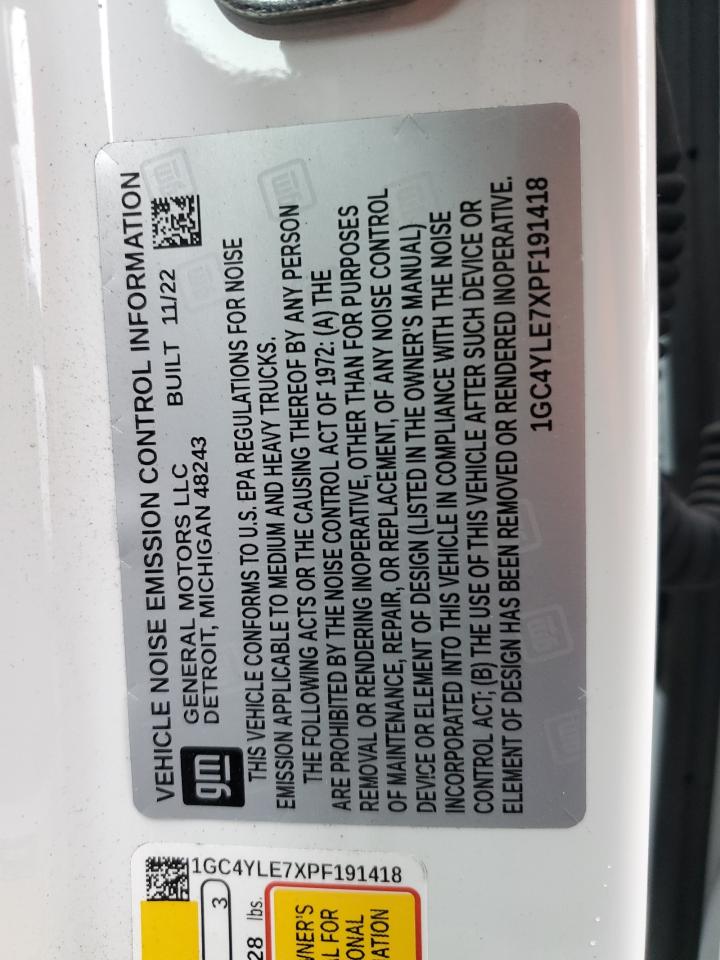 VEHICLE NOISE EMISSION CONTROL INFORMATION
GENERAL MOTORS LLC BUILT 11/22
DETROIT, MICHIGAN 48243
gm
THIS VEHICLE CONFORMS TO U.S. EPA REGULATIONS FOR NOISE
EMISSION APPLICABLE TO MEDIUM AND HEAVY TRUCKS.
THE FOLLOWING ACTS OR THE CAUSING THEREOF BY ANY PERSON
ARE PROHIBITED BY THE NOISE CONTROL ACT OF 1972: (A) THE
REMOVAL OR RENDERING INOPERATIVE, OTHER THAN FOR PURPOSES
OF MAINTENANCE, REPAIR, OR REPLACEMENT, OF ANY NOISE CONTROL
DEVICE OR ELEMENT OF DESIGN (LISTED IN THE OWNER'S MANUAL)
INCORPORATED INTO THIS VEHICLE IN COMPLIANCE WITH THE NOISE
CONTROL ACT; (B) THE USE OF THIS VEHICLE AFTER SUCH DEVICE OR
ELEMENT OF DESIGN HAS BEEN REMOVED OR RENDERED INOPERATIVE.
1GC4YLE7XPF191418
1GC4YLE7XPF191418
3
28 lbs.
NER'S
L FOR
ONAL
ATION